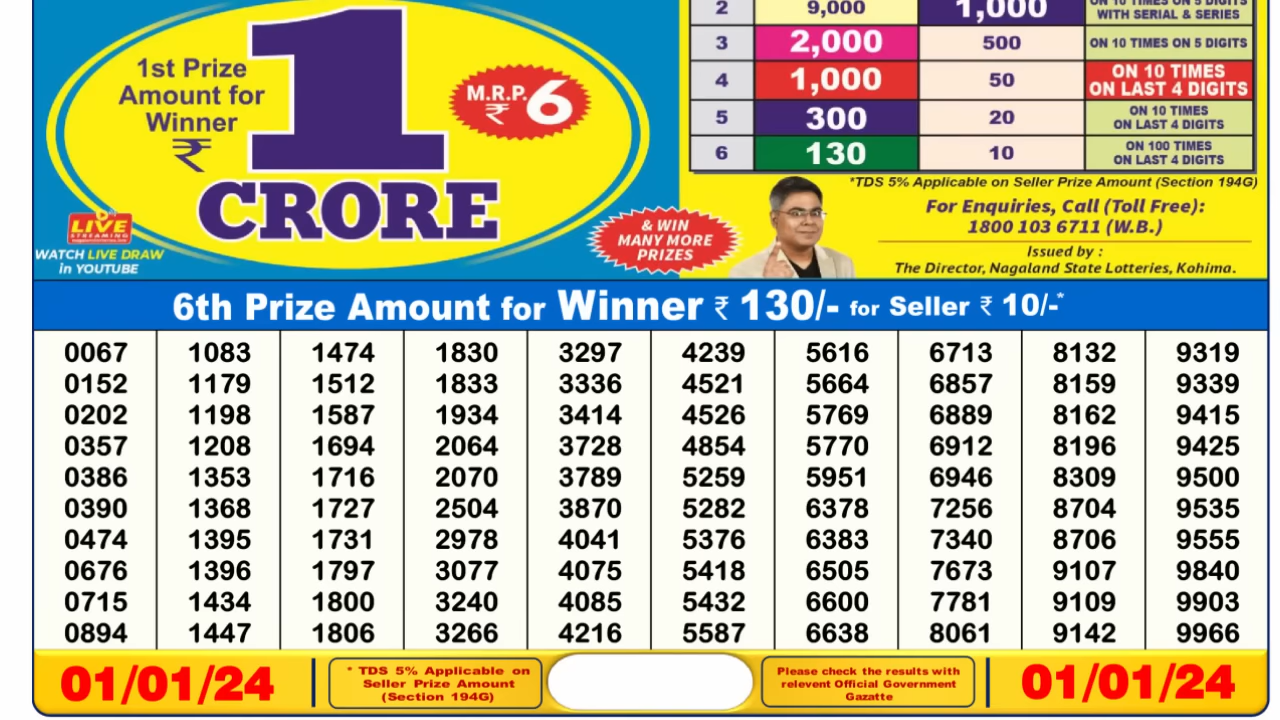 1st Prize
Amount for
Winner
₹
1
CRORE
M.R.P.
₹ 6
LIVE
STREAMING
WATCH LIVE DRAW
in YOUTUBE
& WIN
MANY MORE
PRIZES
2 9,000 1,000 ON 10 TIMES ON 5 DIGITS
WITH SERIAL & SERIES
3 2,000 500 ON 10 TIMES ON 5 DIGITS
4 1,000 50 ON 10 TIMES
ON LAST 4 DIGITS
5 300 20 ON 10 TIMES
ON LAST 4 DIGITS
6 130 10 ON 100 TIMES
ON LAST 4 DIGITS
*TDS 5% Applicable on Seller Prize Amount (Section 194G)
For Enquiries, Call (Toll Free):
1800 103 6711 (W.B.)
Issued by :
The Director, Nagaland State Lotteries, Kohima.
6th Prize Amount for Winner ₹ 130/- for Seller ₹ 10/-*
0067 1083 1474 1830 3297 4239 5616 6713 8132 9319
0152 1179 1512 1833 3336 4521 5664 6857 8159 9339
0202 1198 1587 1934 3414 4526 5769 6889 8162 9415
0357 1208 1694 2064 3728 4854 5770 6912 8196 9425
0386 1353 1716 2070 3789 5259 5951 6946 8309 9500
0390 1368 1727 2504 3870 5282 6378 7256 8704 9535
0474 1395 1731 2978 4041 5376 6383 7340 8706 9555
0676 1396 1797 3077 4075 5418 6505 7673 9107 9840
0715 1434 1800 3240 4085 5432 6600 7781 9109 9903
0894 1447 1806 3266 4216 5587 6638 8061 9142 9966
01/01/24
* TDS 5% Applicable on
Seller Prize Amount
(Section 194G)
Please check the results with
relevent Official Government
Gazatte
01/01/24